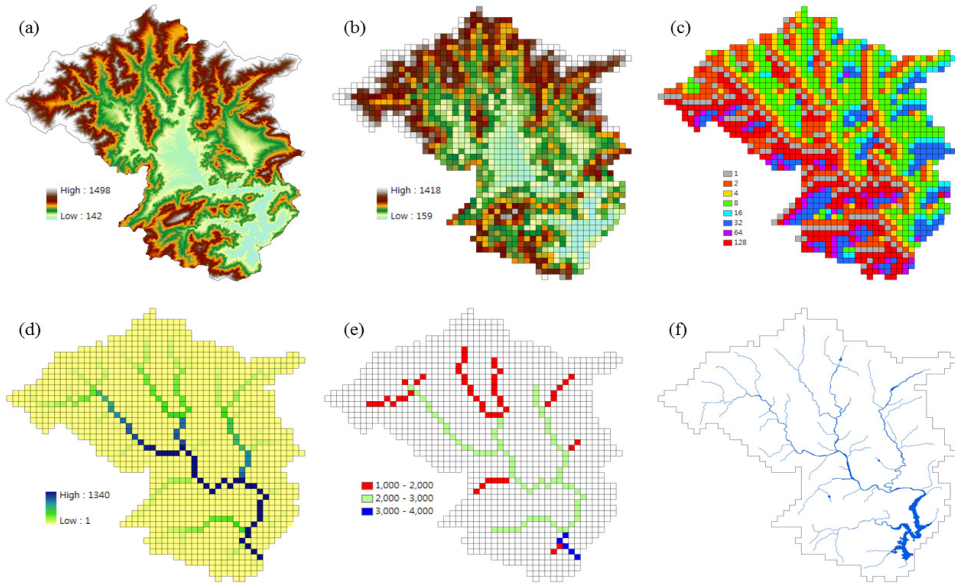 (a)
High : 1498
Low : 142
(b)
High : 1418
Low : 159
(c)
1
2
4
8
16
32
64
128
(d)
High : 1340
Low : 1
(e)
1,000 - 2,000
2,000 - 3,000
3,000 - 4,000
(f)